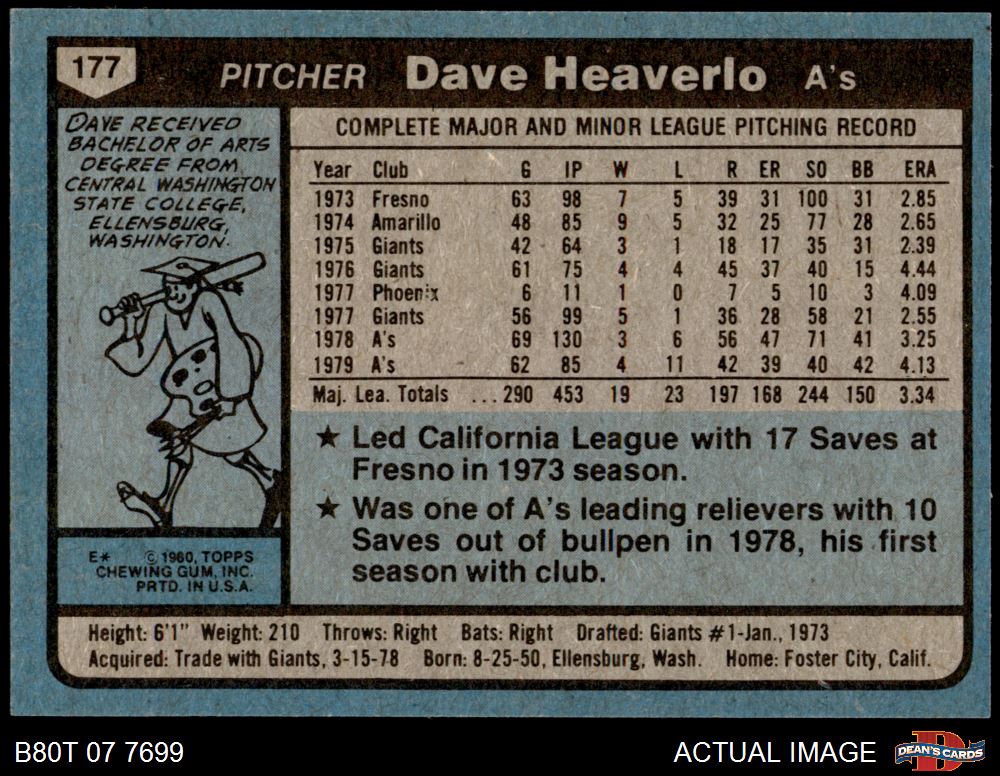 177 PITCHER Dave Heaverlo A's
DAVE RECEIVED
BACHELOR OF ARTS
DEGREE FROM
CENTRAL WASHINGTON
STATE COLLEGE,
ELLENSBURG,
WASHINGTON.
COMPLETE MAJOR AND MINOR LEAGUE PITCHING RECORD
Year Club G IP W L R ER SO BB ERA
1973 Fresno 63 98 7 5 39 31 100 31 2.85
1974 Amarillo 48 85 9 5 32 25 77 28 2.65
1975 Giants 42 64 3 1 18 17 35 31 2.39
1976 Giants 61 75 4 4 45 37 40 15 4.44
1977 Phoenix 6 11 1 0 7 5 10 3 4.09
1977 Giants 56 99 5 1 36 28 58 21 2.55
1978 A's 69 130 3 6 56 47 71 41 3.25
1979 A's 62 85 4 11 42 39 40 42 4.13
Maj. Lea. Totals ...290 453 19 23 197 168 244 150 3.34
★ Led California League with 17 Saves at
Fresno in 1973 season.
★ Was one of A's leading relievers with 10
Saves out of bullpen in 1978, his first
season with club.
E* © 1980, TOPPS
CHEWING GUM, INC.
PRTD. IN U.S.A.
Height: 6'1" Weight: 210 Throws: Right Bats: Right Drafted: Giants #1-Jan., 1973
Acquired: Trade with Giants, 3-15-78 Born: 8-25-50, Ellensburg, Wash. Home: Foster City, Calif.
B80T 07 7699 ACTUAL IMAGE DEAN'S CARDS